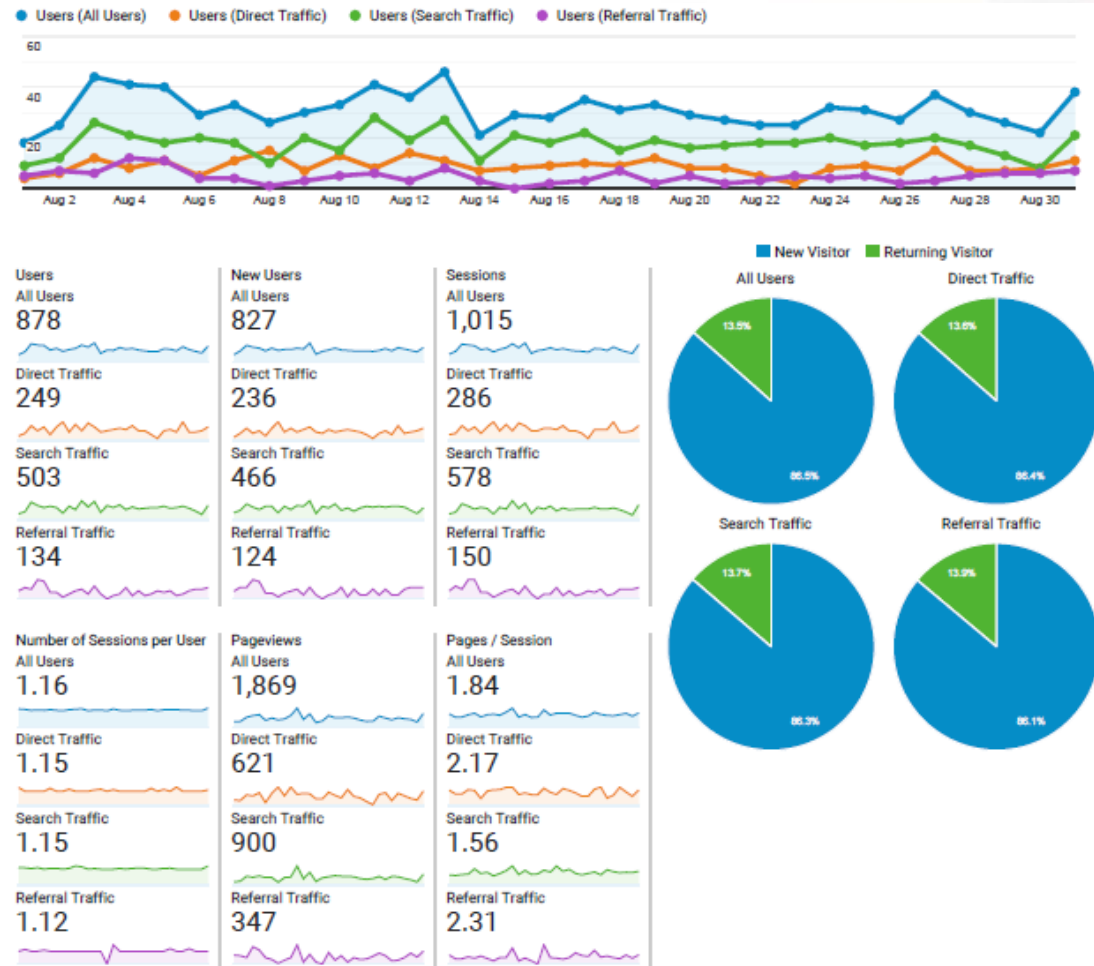 Users (All Users) Users (Direct Traffic) Users (Search Traffic) Users (Referral Traffic)
60
40
20
Aug 2 Aug 4 Aug 6 Aug 8 Aug 10 Aug 12 Aug 14 Aug 16 Aug 18 Aug 20 Aug 22 Aug 24 Aug 26 Aug 28 Aug 30
Users
All Users
878
Direct Traffic
249
Search Traffic
503
Referral Traffic
134
New Users
All Users
827
Direct Traffic
236
Search Traffic
466
Referral Traffic
124
Sessions
All Users
1,015
Direct Traffic
286
Search Traffic
578
Referral Traffic
150
Number of Sessions per User
All Users
1.16
Direct Traffic
1.15
Search Traffic
1.15
Referral Traffic
1.12
Pageviews
All Users
1,869
Direct Traffic
621
Search Traffic
900
Referral Traffic
347
Pages / Session
All Users
1.84
Direct Traffic
2.17
Search Traffic
1.56
Referral Traffic
2.31
New Visitor Returning Visitor
All Users
13.5%
86.5%
Direct Traffic
13.6%
86.4%
Search Traffic
13.7%
86.3%
Referral Traffic
13.9%
86.1%